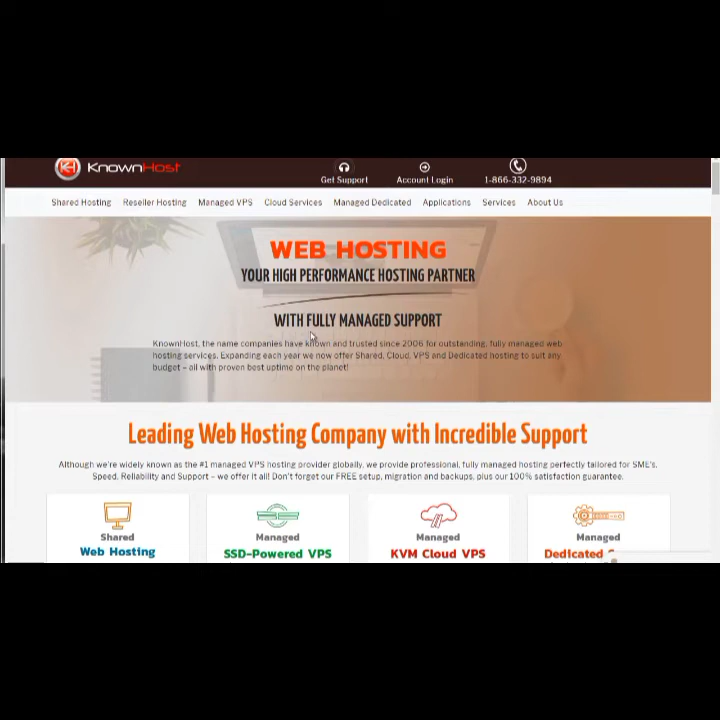 KH KnownHost
Get Support
Account Login
1-866-332-9894
Shared Hosting Reseller Hosting Managed VPS Cloud Services Managed Dedicated Applications Services About Us
WEB HOSTING
YOUR HIGH PERFORMANCE HOSTING PARTNER
WITH FULLY MANAGED SUPPORT
KnownHost, the name companies have known and trusted since 2006 for outstanding, fully managed web
hosting services. Expanding each year we now offer Shared, Cloud, VPS and Dedicated hosting to suit any
budget – all with proven best uptime on the planet!
Leading Web Hosting Company with Incredible Support
Although we're widely known as the #1 managed VPS hosting provider globally, we provide professional, fully managed hosting perfectly tailored for SME's.
Speed, Reliability and Support – we offer it all! Don't forget our FREE setup, migration and backups, plus our 100% satisfaction guarantee.
Shared
Web Hosting
Managed
SSD-Powered VPS
Managed
KVM Cloud VPS
Managed
Dedicated